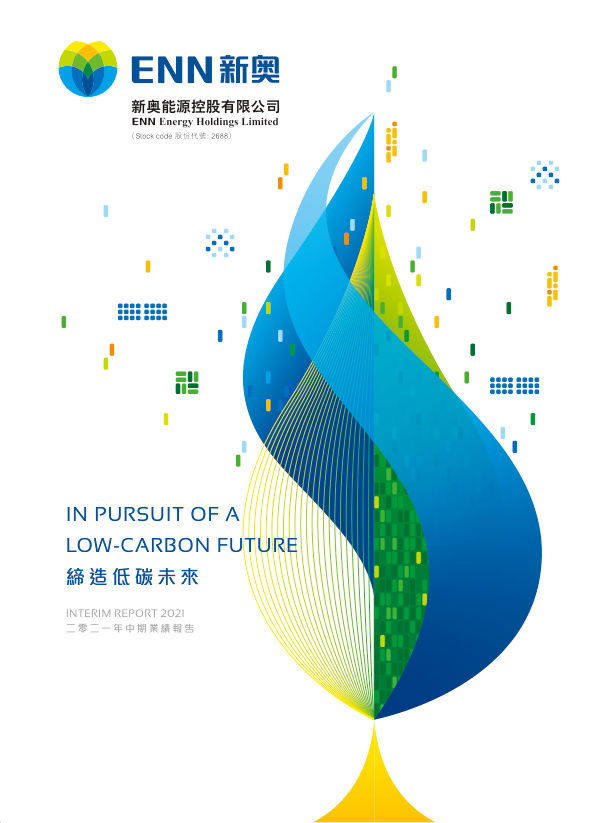 ENN新奧
新奧能源控股有限公司
ENN Energy Holdings Limited
(Stock code 股份代號: 2688)
IN PURSUIT OF A
LOW-CARBON FUTURE
締造低碳未來
INTERIM REPORT 2021
二零二一年中期業績報告